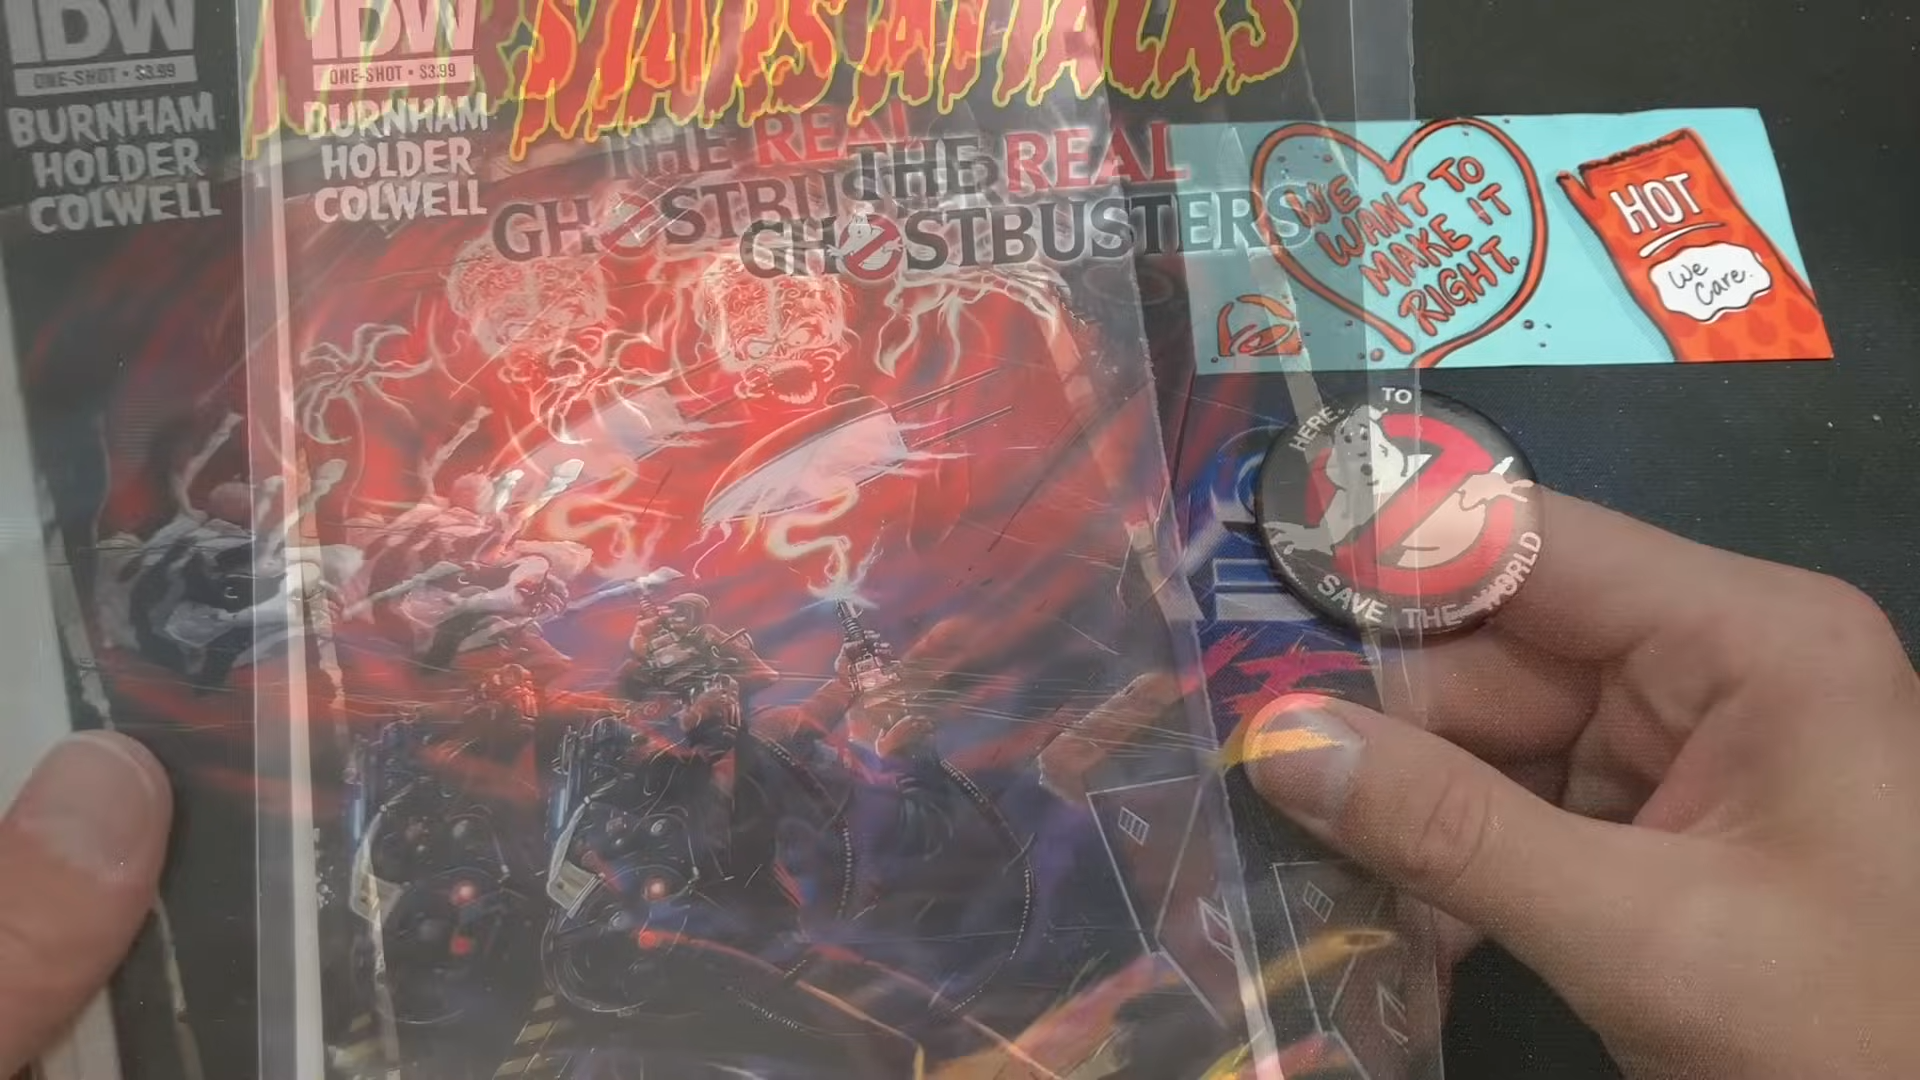 IDW
ONE-SHOT • $3.99
BURNHAM
HOLDER
COLWELL
IDW
ONE-SHOT • $3.99
BURNHAM
HOLDER
COLWELL
MARS ATTACKS
THE REAL
GHOSTBUSTERS
THE REAL
GHOSTBUSTERS
WE
WANT TO
MAKE IT
RIGHT.
HOT
We
Care.
HERE TO
SAVE THE WORLD